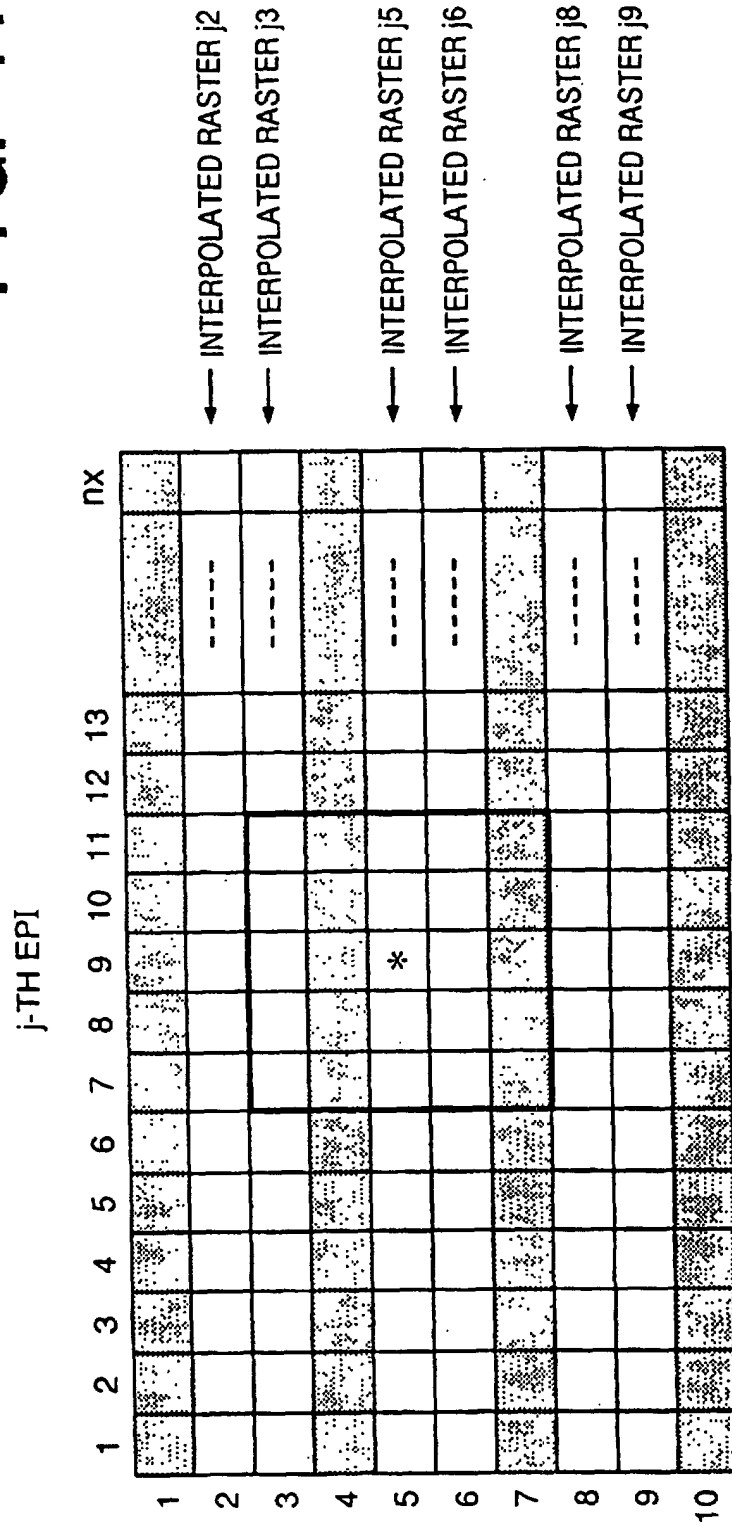 j-TH EPI
1 2 3 4 5 6 7 8 9 10 11 12 13 nx
1
2 ----- ← INTERPOLATED RASTER j2
3 ----- ← INTERPOLATED RASTER j3
4
5 * ----- ← INTERPOLATED RASTER j5
6 ----- ← INTERPOLATED RASTER j6
7
8 ----- ← INTERPOLATED RASTER j8
9 ----- ← INTERPOLATED RASTER j9
10